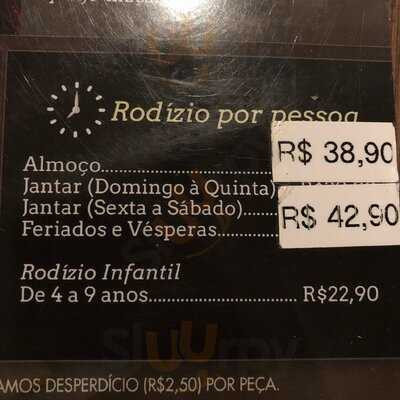 Rodízio por pessoa
Almoço........................ R$ 38,90
Jantar (Domingo à Quinta)....
Jantar (Sexta a Sábado)....... R$ 42,90
Feriados e Vésperas...........
Rodízio Infantil
De 4 a 9 anos...................... R$22,90
AMOS DESPERDÍCIO (R$2,50) POR PEÇA.
Sluurpy